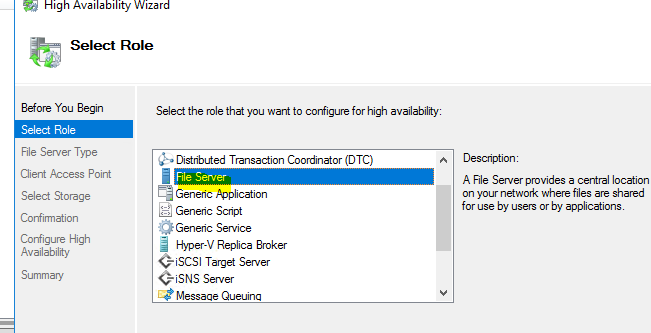 High Availability Wizard
Select Role
Before You Begin
Select Role
File Server Type
Client Access Point
Select Storage
Confirmation
Configure High
Availability
Summary
Select the role that you want to configure for high availability:
Distributed Transaction Coordinator (DTC)
File Server
Generic Application
Generic Script
Generic Service
Hyper-V Replica Broker
iSCSI Target Server
iSNS Server
Message Queuing
Description:
A File Server provides a central location
on your network where files are shared
for use by users or by applications.